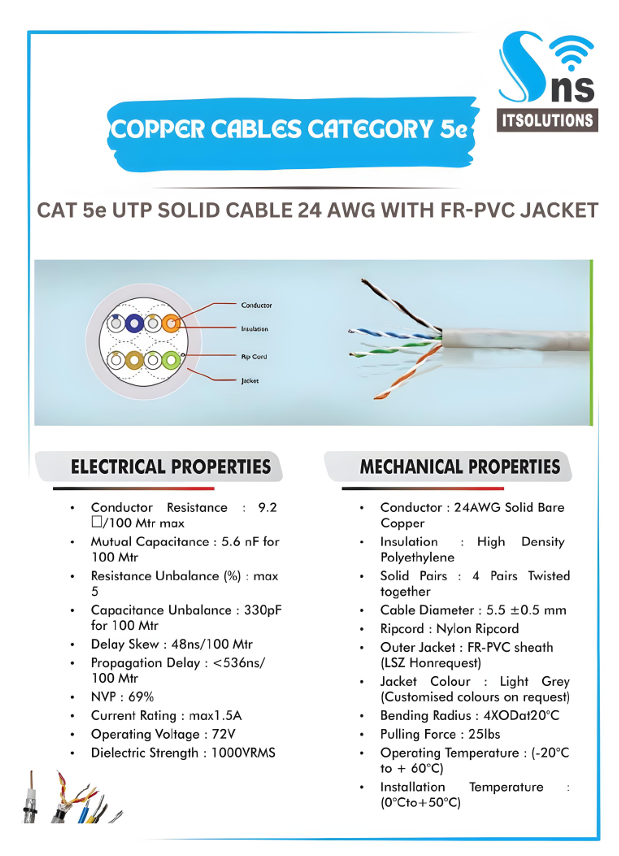 Sns
ITSOLUTIONS
COPPER CABLES CATEGORY 5e
CAT 5e UTP SOLID CABLE 24 AWG WITH FR-PVC JACKET
Conductor
Insulation
Rip Cord
Jacket
ELECTRICAL PROPERTIES
• Conductor Resistance : 9.2
□/100 Mtr max
• Mutual Capacitance : 5.6 nF for
100 Mtr
• Resistance Unbalance (%) : max
5
• Capacitance Unbalance : 330pF
for 100 Mtr
• Delay Skew : 48ns/100 Mtr
• Propagation Delay : <536ns/
100 Mtr
• NVP : 69%
• Current Rating : max1.5A
• Operating Voltage : 72V
• Dielectric Strength : 1000VRMS
MECHANICAL PROPERTIES
• Conductor : 24AWG Solid Bare
Copper
• Insulation : High Density
Polyethylene
• Solid Pairs : 4 Pairs Twisted
together
• Cable Diameter : 5.5 ±0.5 mm
• Ripcord : Nylon Ripcord
• Outer Jacket : FR-PVC sheath
(LSZ Honrequest)
• Jacket Colour : Light Grey
(Customised colours on request)
• Bending Radius : 4XODat20°C
• Pulling Force : 25lbs
• Operating Temperature : (-20°C
to + 60°C)
• Installation Temperature :
(0°Cto+50°C)